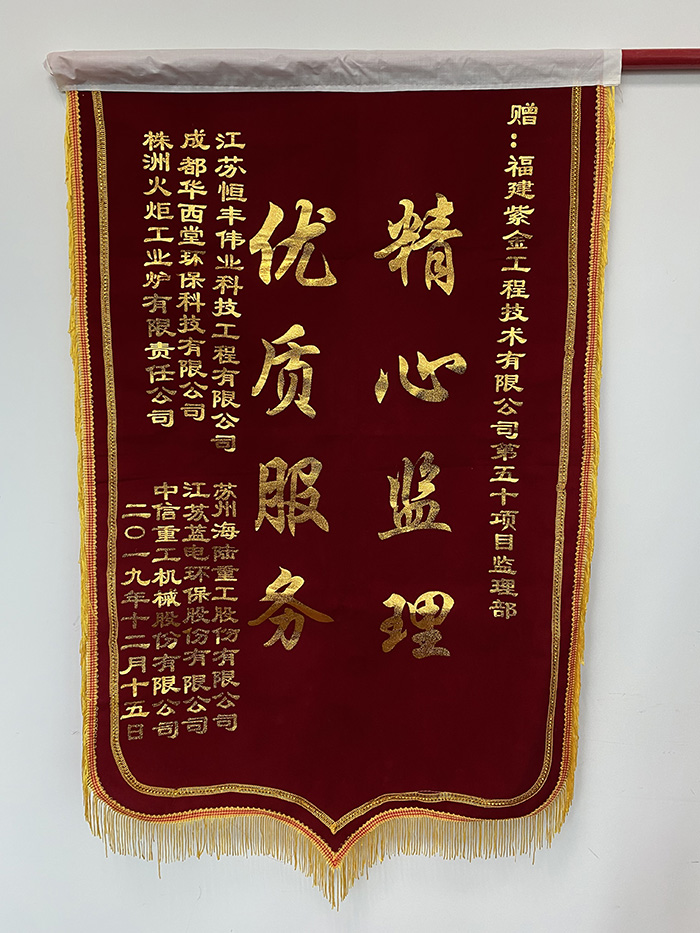 赠：福建紫金工程技术有限公司第五十项目监理部
精心监理
优质服务
江苏恒丰伟业科技工程有限公司
成都华西堂环保科技有限公司
株洲火炬工业炉有限责任公司
苏州海陆重工股份有限公司
江苏蓝电环保股份有限公司
中信重工机械股份有限公司
二〇一九年十二月十五日